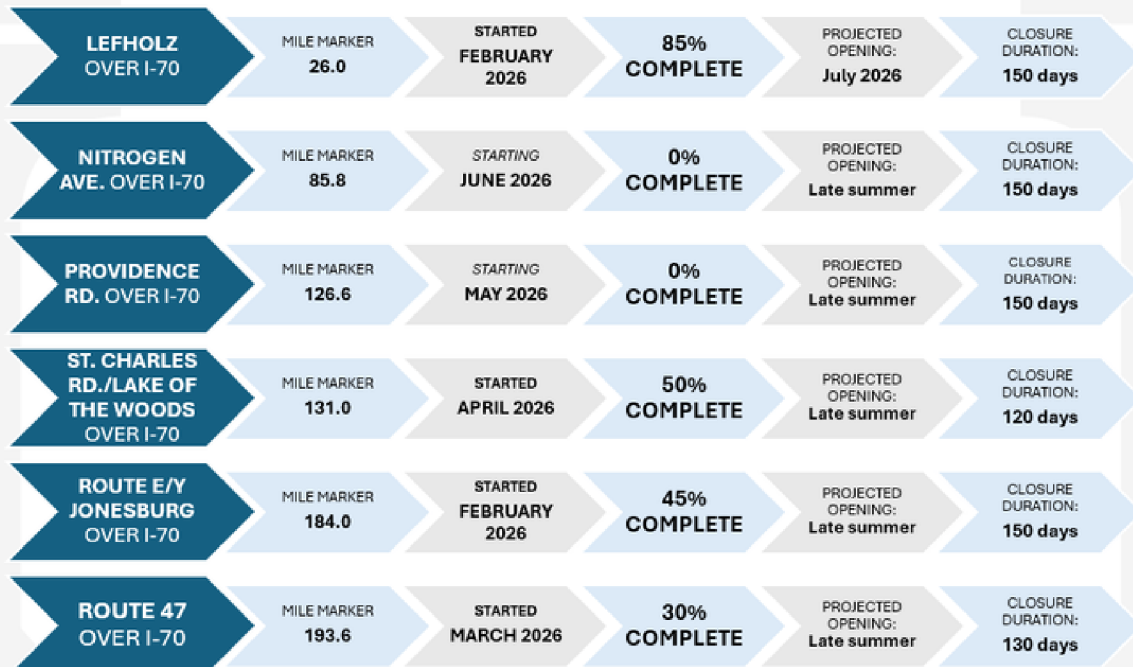 LEFHOLZ
OVER I-70
MILE MARKER
26.0
STARTED
FEBRUARY
2026
85%
COMPLETE
PROJECTED
OPENING:
July 2026
CLOSURE
DURATION:
150 days
NITROGEN
AVE. OVER I-70
MILE MARKER
85.8
STARTING
JUNE 2026
0%
COMPLETE
PROJECTED
OPENING:
Late summer
CLOSURE
DURATION:
150 days
PROVIDENCE
RD. OVER I-70
MILE MARKER
126.6
STARTING
MAY 2026
0%
COMPLETE
PROJECTED
OPENING:
Late summer
CLOSURE
DURATION:
150 days
ST. CHARLES
RD./LAKE OF
THE WOODS
OVER I-70
MILE MARKER
131.0
STARTED
APRIL 2026
50%
COMPLETE
PROJECTED
OPENING:
Late summer
CLOSURE
DURATION:
120 days
ROUTE E/Y
JONESBURG
OVER I-70
MILE MARKER
184.0
STARTED
FEBRUARY
2026
45%
COMPLETE
PROJECTED
OPENING:
Late summer
CLOSURE
DURATION:
150 days
ROUTE 47
OVER I-70
MILE MARKER
193.6
STARTED
MARCH 2026
30%
COMPLETE
PROJECTED
OPENING:
Late summer
CLOSURE
DURATION:
130 days